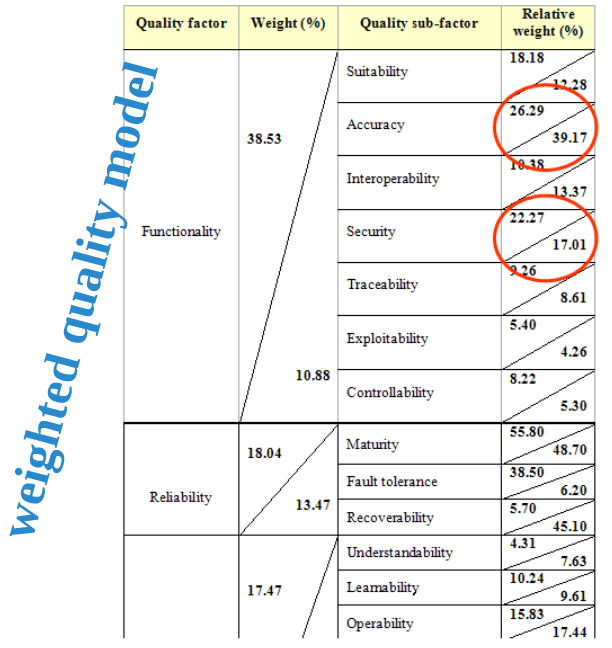 Quality factor Weight (%) Quality sub-factor Relative weight (%)
weighted quality model
Functionality 38.53 10.88
Suitability 18.18 12.28
Accuracy 26.29 39.17
Interoperability 10.38 13.37
Security 22.27 17.01
Traceability 9.26 8.61
Exploitability 5.40 4.26
Controllability 8.22 5.30
Reliability 18.04 13.47
Maturity 55.80 48.70
Fault tolerance 38.50 6.20
Recoverability 5.70 45.10
17.47
Understandability 4.31 7.63
Learnability 10.24 9.61
Operability 15.83 17.44